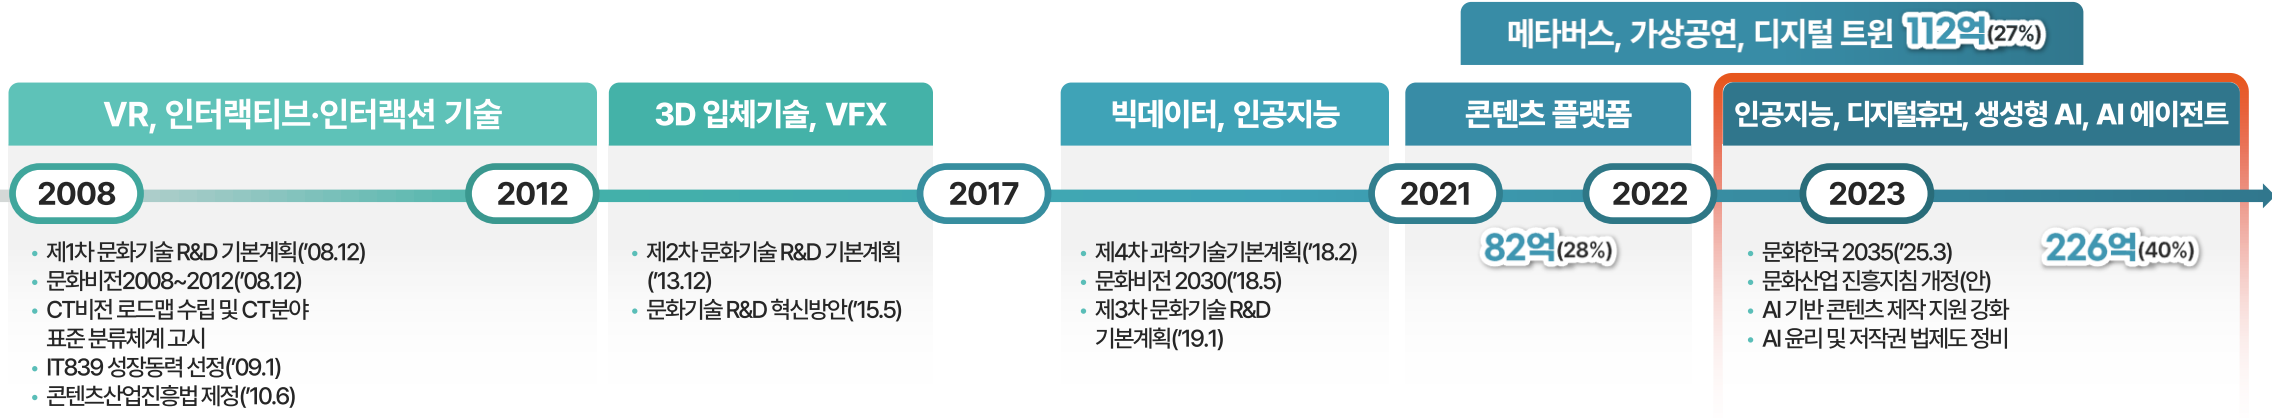 메타버스, 가상공연, 디지털 트윈 112억(27%)
VR, 인터랙티브·인터랙션 기술
3D 입체기술, VFX
빅데이터, 인공지능
콘텐츠 플랫폼
인공지능, 디지털휴먼, 생성형 AI, AI 에이전트
2008
2012
2017
2021
2022
2023
• 제1차 문화기술 R&D 기본계획('08.12)
• 문화비전2008~2012('08.12)
• CT비전 로드맵 수립 및 CT분야
표준 분류체계 고시
• IT839 성장동력 선정('09.1)
• 콘텐츠산업진흥법 제정('10.6)
• 제2차 문화기술 R&D 기본계획
('13.12)
• 문화기술 R&D 혁신방안('15.5)
• 제4차 과학기술기본계획('18.2)
• 문화비전 2030('18.5)
• 제3차 문화기술 R&D
기본계획('19.1)
82억(28%)
• 문화한국 2035('25.3)
• 문화산업 진흥지침 개정(안)
• AI 기반 콘텐츠 제작 지원 강화
• AI 윤리 및 저작권 법제도 정비
226억(40%)